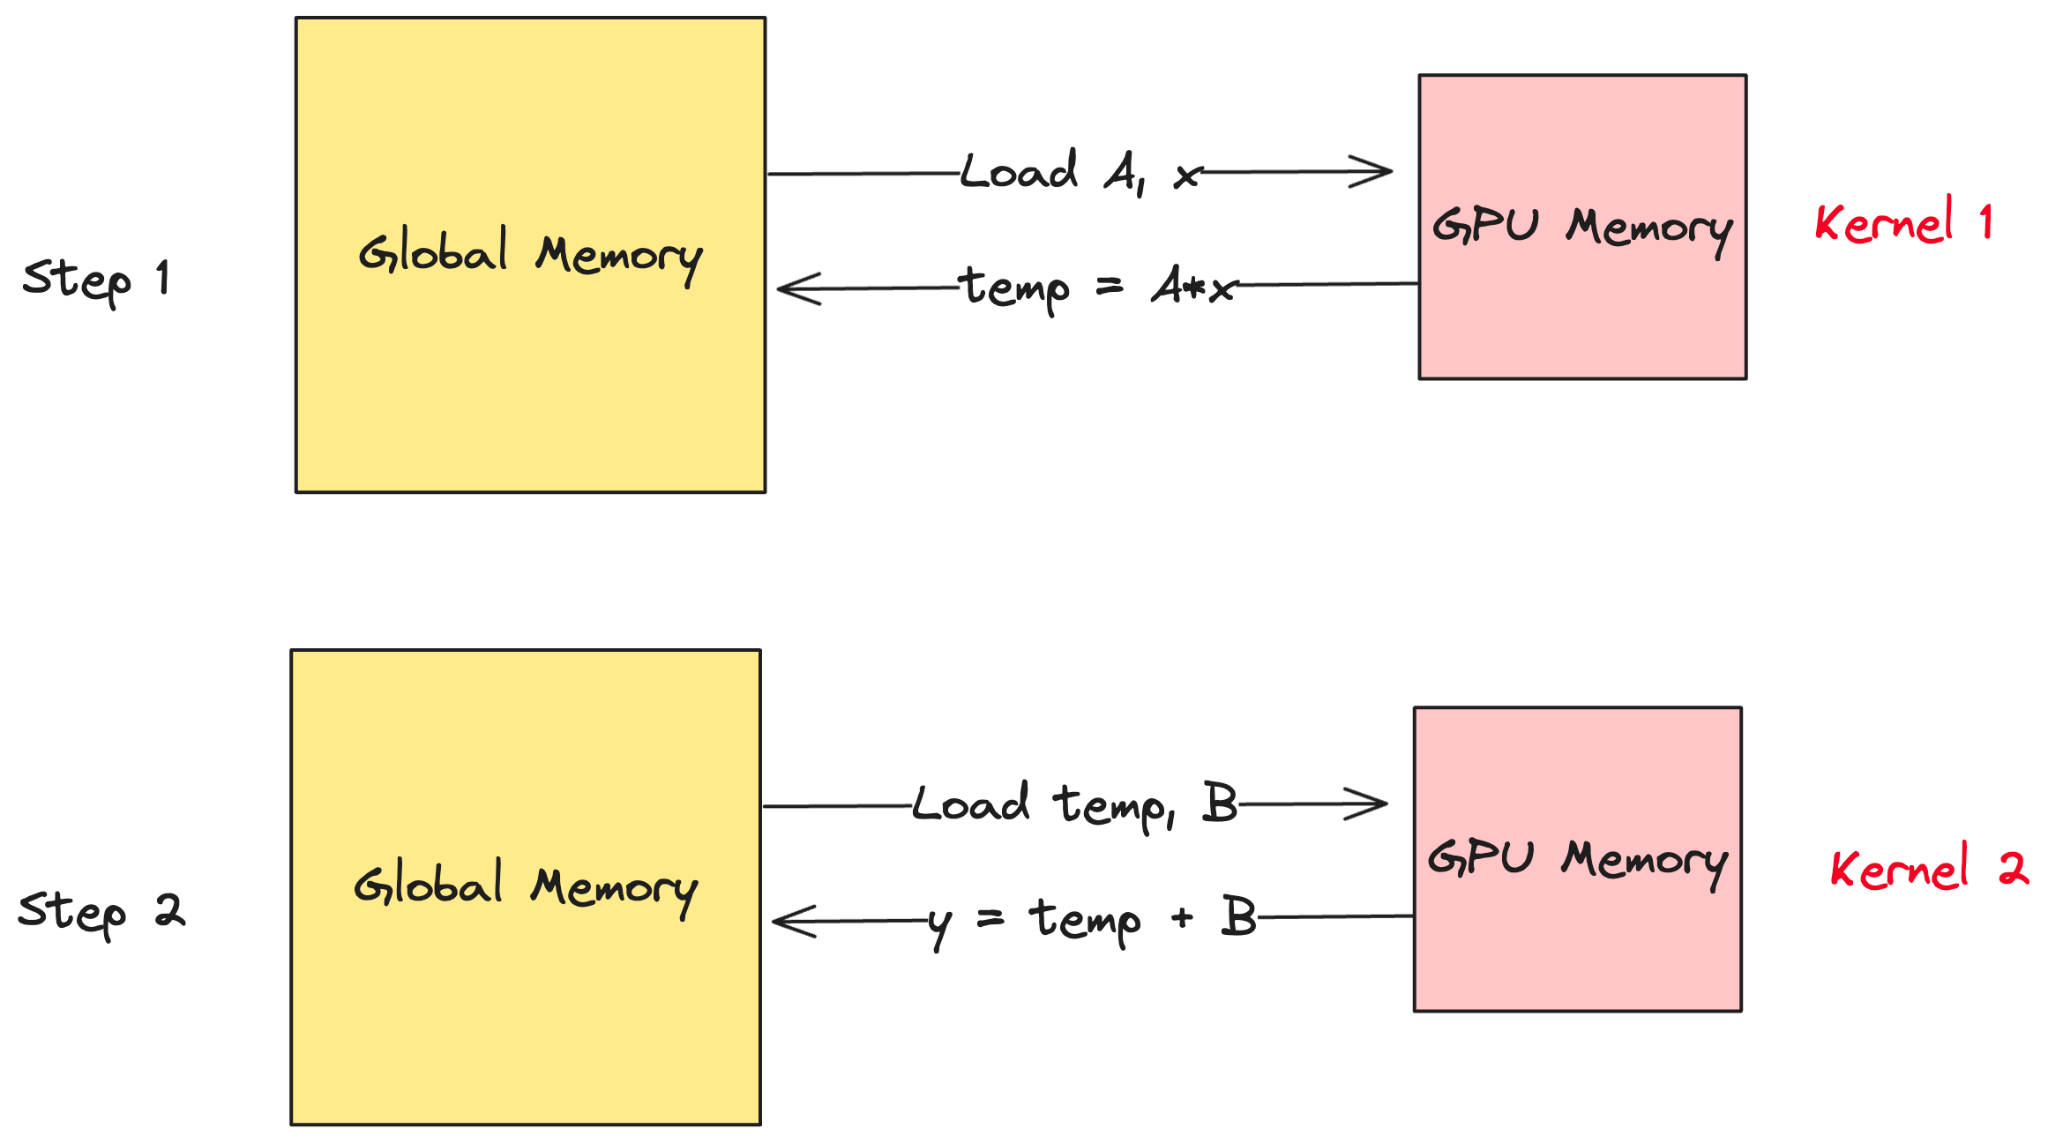 Step 1
Global Memory
Load A, x
temp = A*x
GPU Memory
Kernel 1
Step 2
Global Memory
Load temp, B
y = temp + B
GPU Memory
Kernel 2